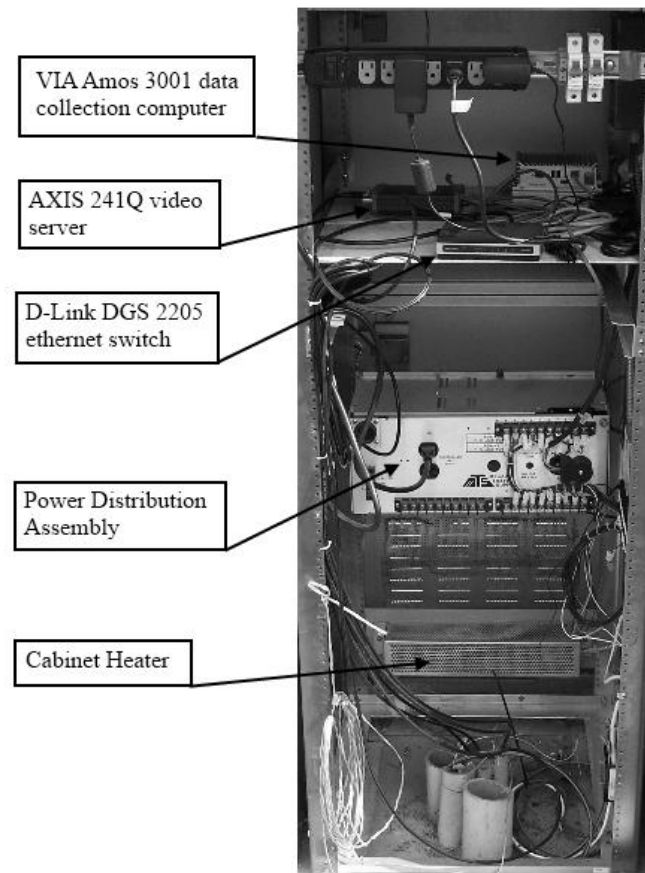 VIA Amos 3001 data
collection computer
AXIS 241Q video
server
D-Link DGS 2205
ethernet switch
Power Distribution
Assembly
Cabinet Heater